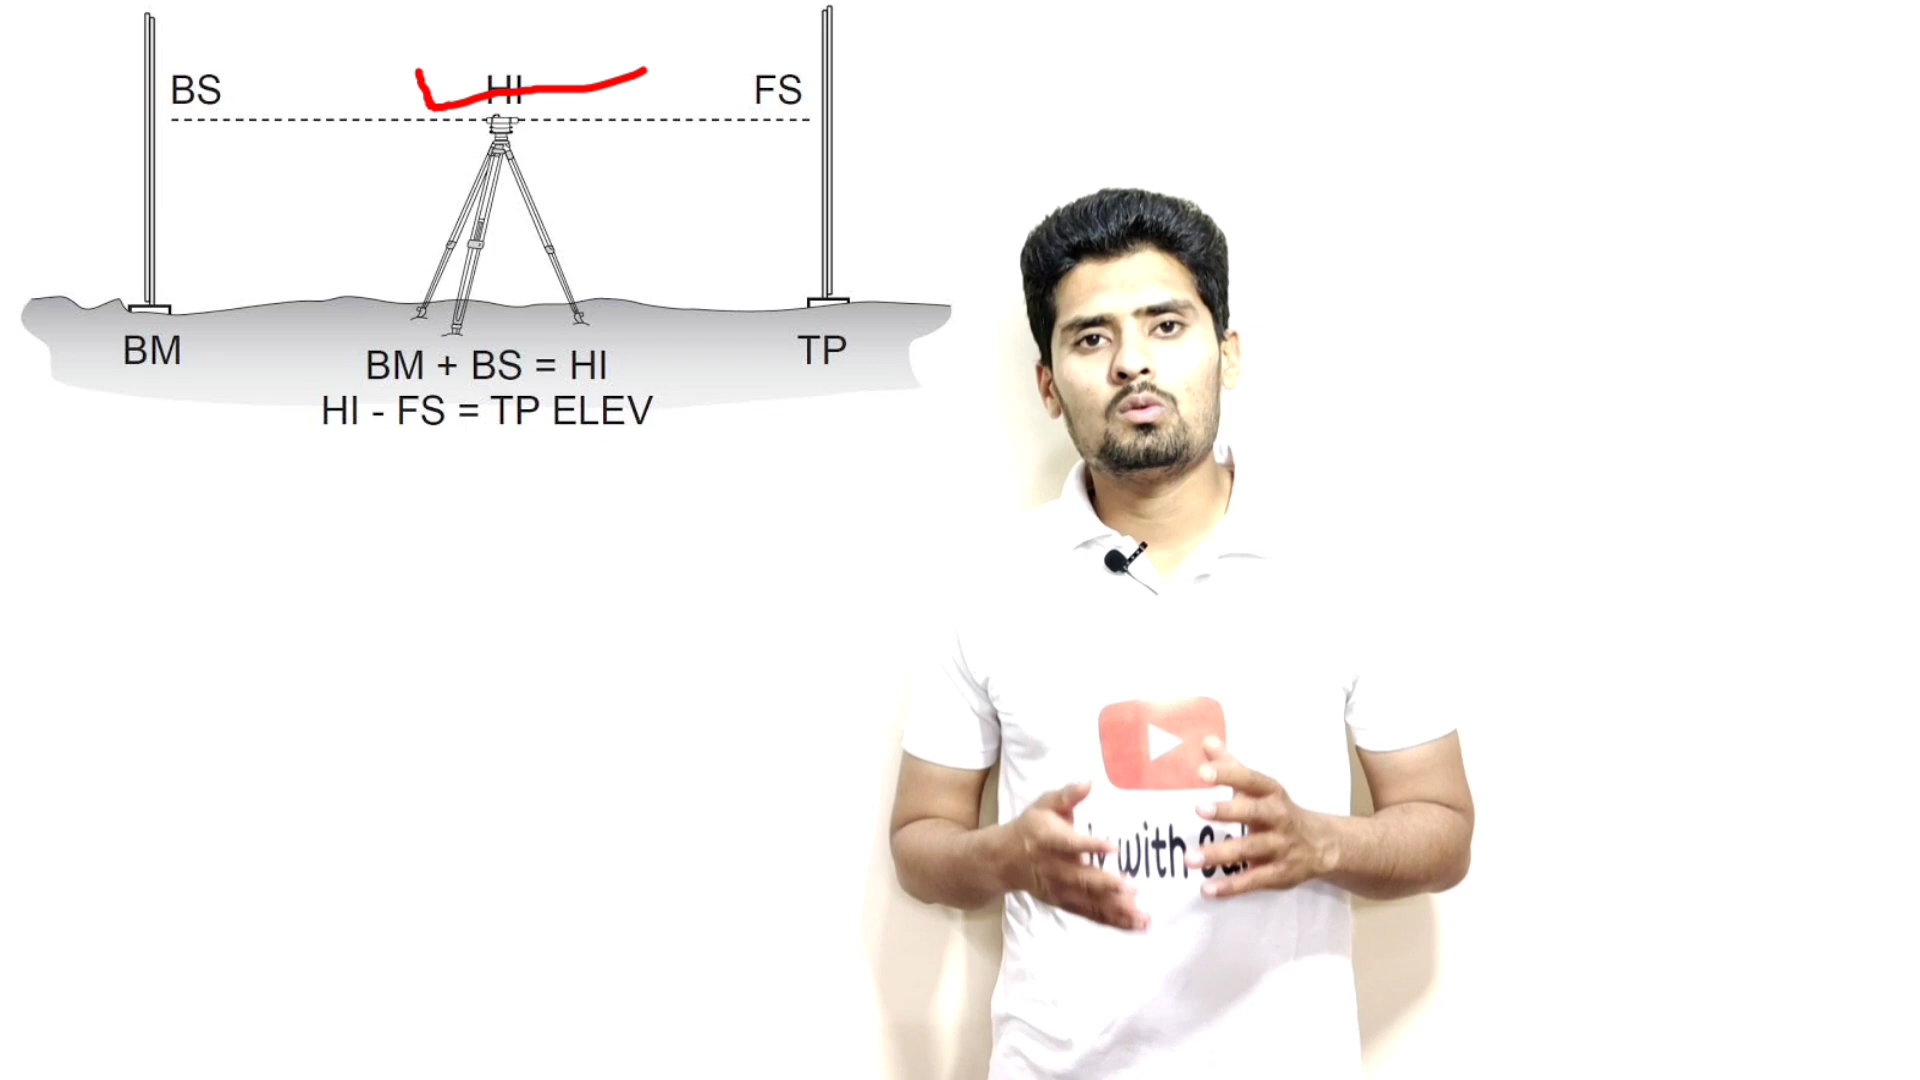 BS HI FS
BM TP
BM + BS = HI
HI - FS = TP ELEV
with